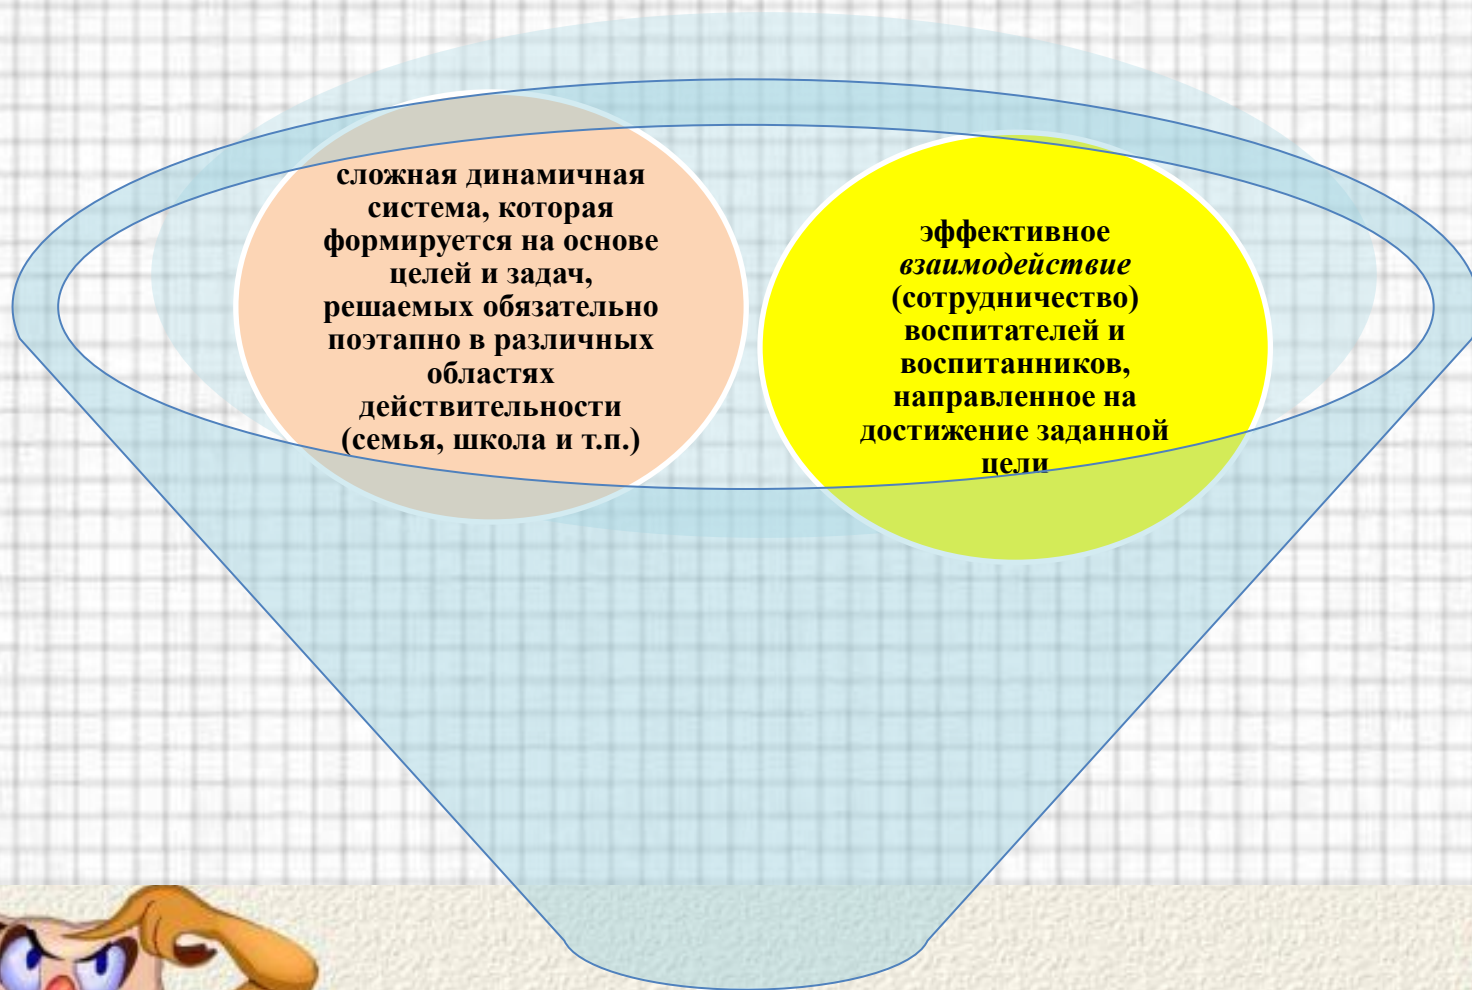 сложная динамичная
система, которая
формируется на основе
целей и задач,
решаемых обязательно
поэтапно в различных
областях
действительности
(семья, школа и т.п.)
эффективное
взаимодействие
(сотрудничество)
воспитателей и
воспитанников,
направленное на
достижение заданной
цели